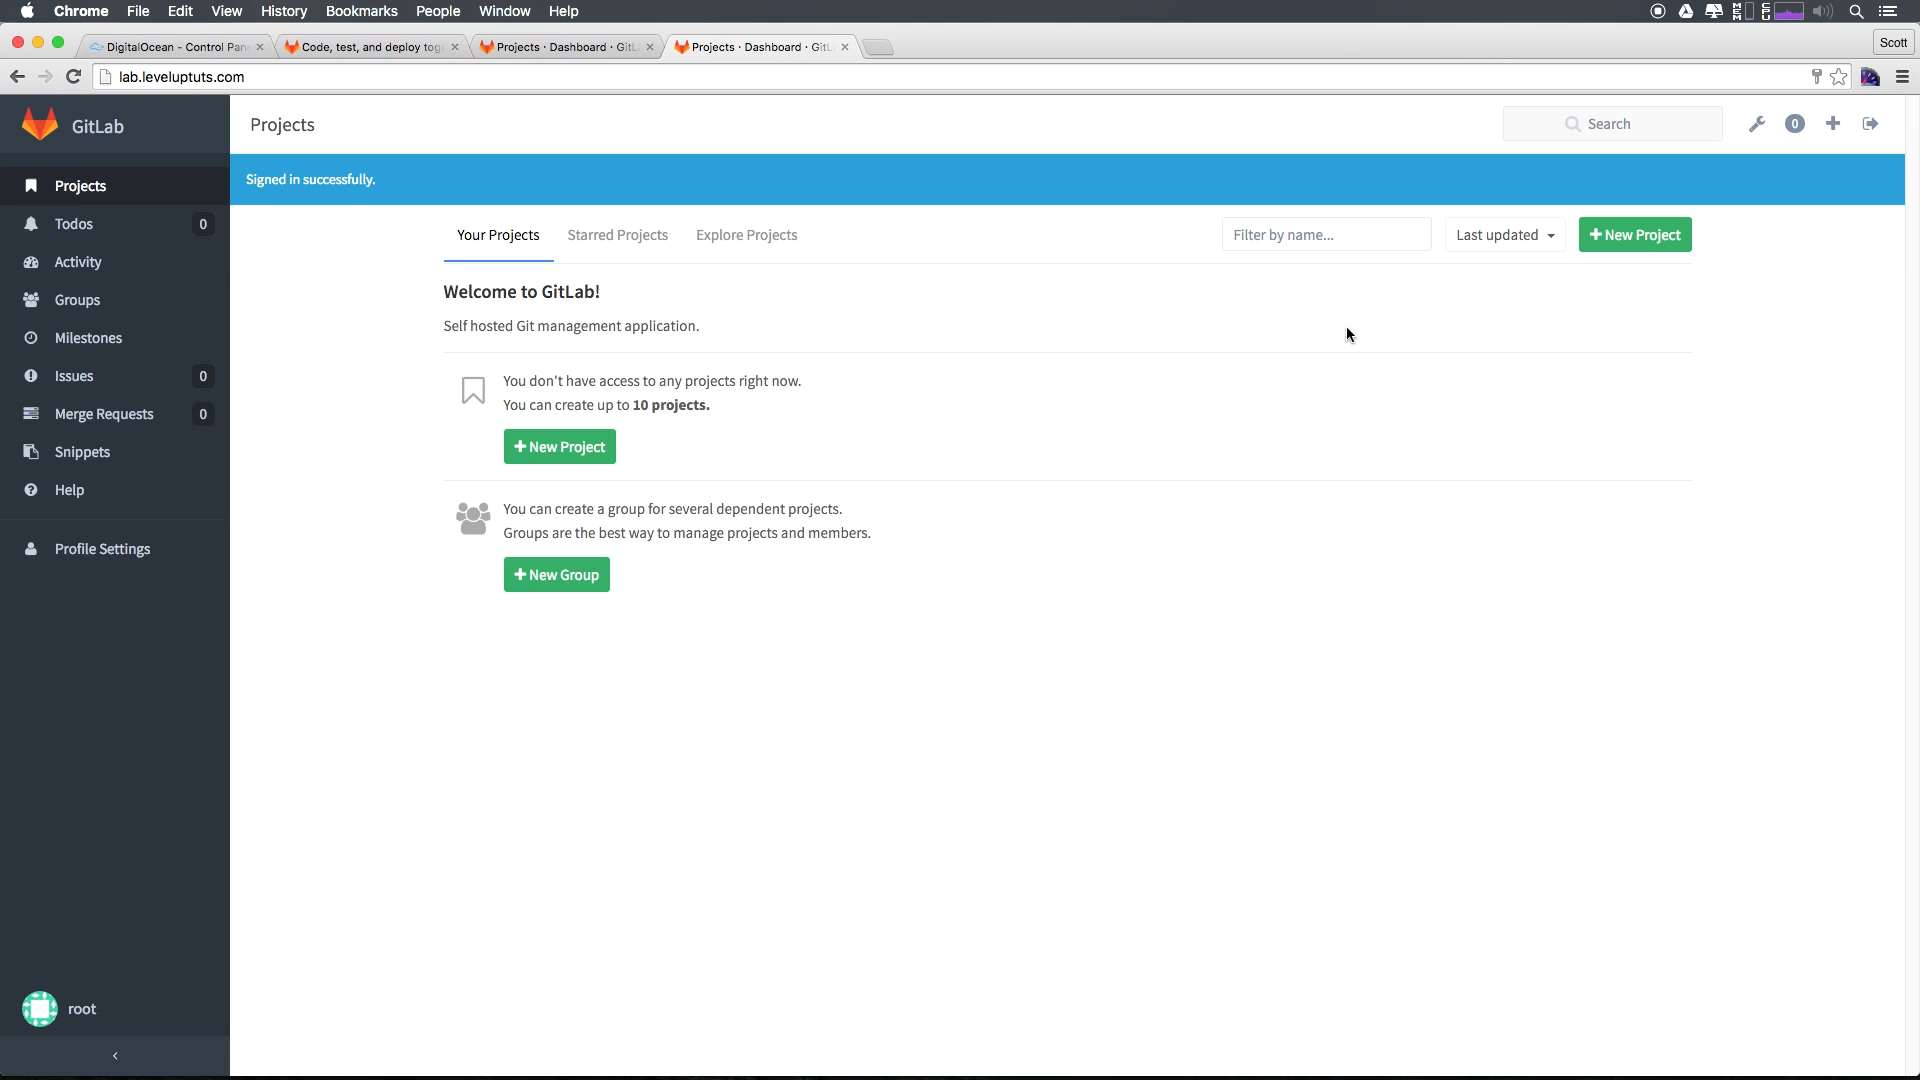 Chrome File Edit View History Bookmarks People Window Help
DigitalOcean - Control Pan
Code, test, and deploy tog
Projects · Dashboard · GitL
Projects · Dashboard · GitL
Scott
lab.leveluptuts.com
GitLab
Projects
Search
0
Signed in successfully.
Projects
Todos 0
Activity
Groups
Milestones
Issues 0
Merge Requests 0
Snippets
Help
Profile Settings
root
Your Projects Starred Projects Explore Projects
Filter by name...
Last updated
New Project
Welcome to GitLab!
Self hosted Git management application.
You don't have access to any projects right now.
You can create up to 10 projects.
New Project
You can create a group for several dependent projects.
Groups are the best way to manage projects and members.
New Group